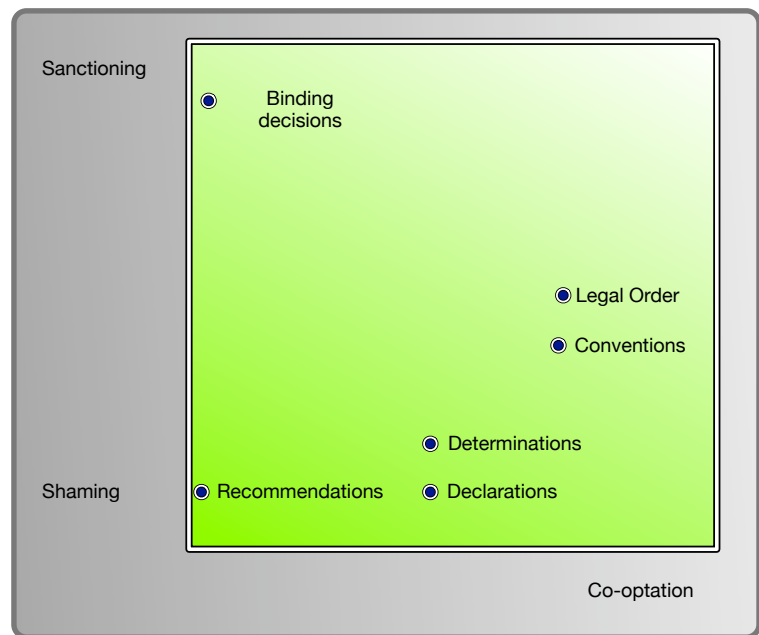 Sanctioning
Binding
decisions
Legal Order
Conventions
Determinations
Shaming
Recommendations
Declarations
Co-optation